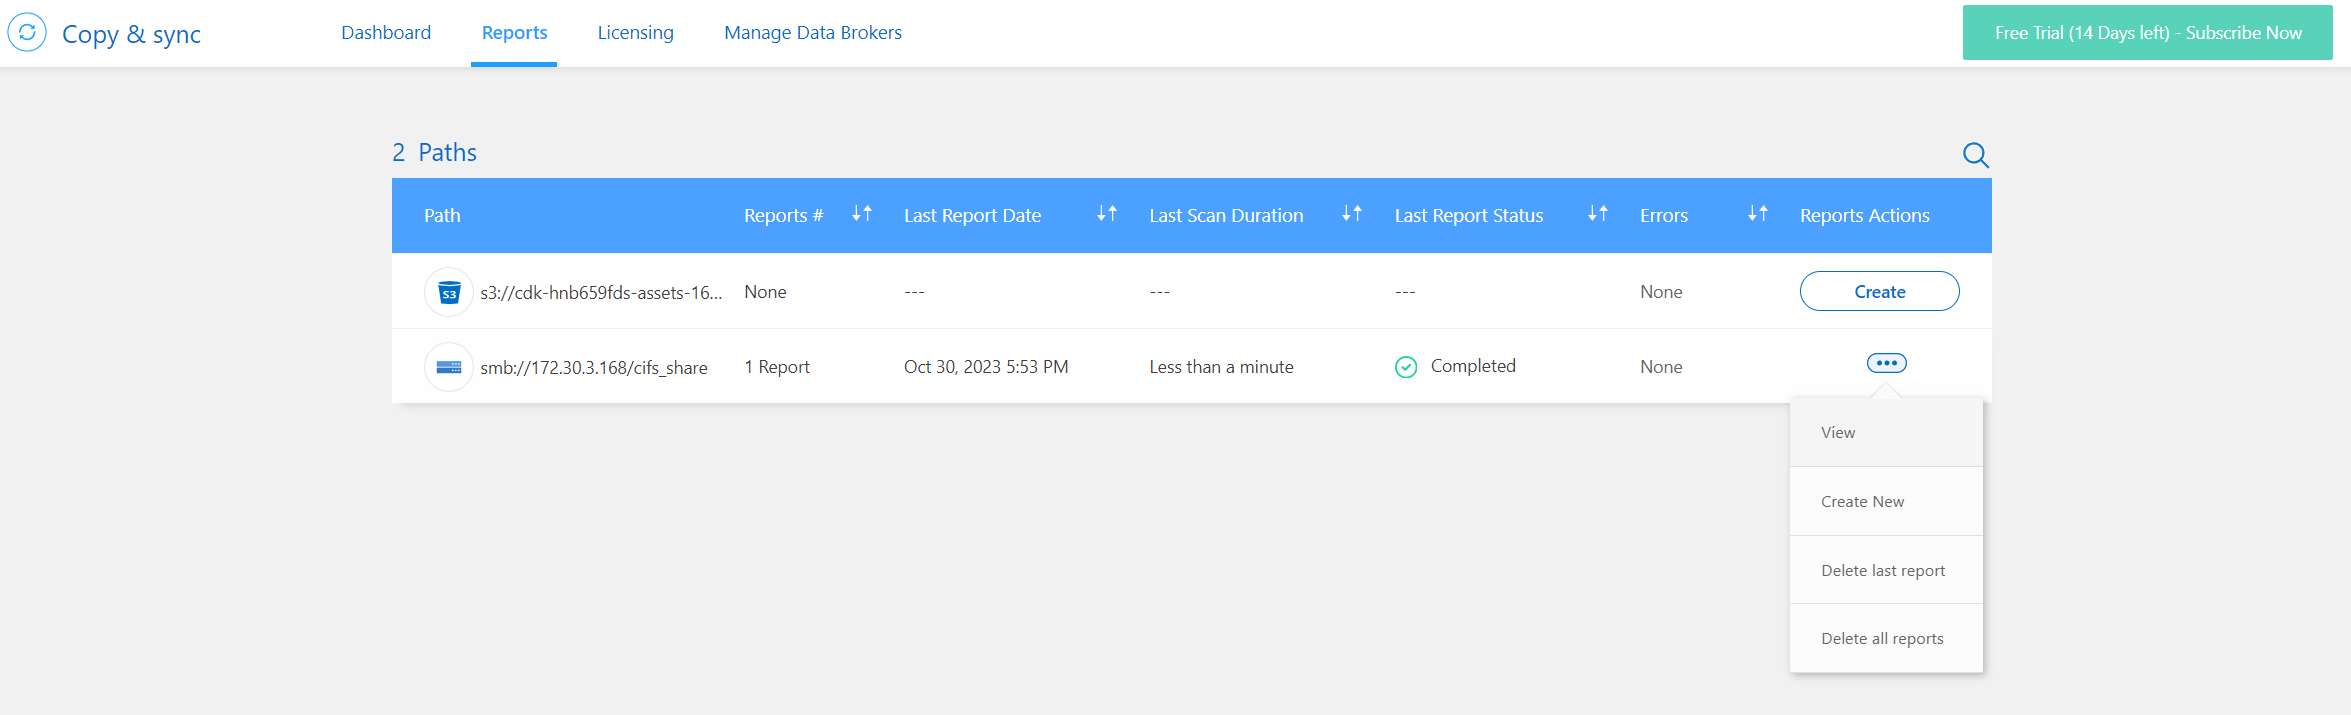 Copy & sync Dashboard Reports Licensing Manage Data Brokers Free Trial (14 Days left) - Subscribe Now
2 Paths
Path Reports # Last Report Date Last Scan Duration Last Report Status Errors Reports Actions
S3 s3://cdk-hnb659fds-assets-16... None --- --- --- None Create
smb://172.30.3.168/cifs_share 1 Report Oct 30, 2023 5:53 PM Less than a minute Completed None
View
Create New
Delete last report
Delete all reports